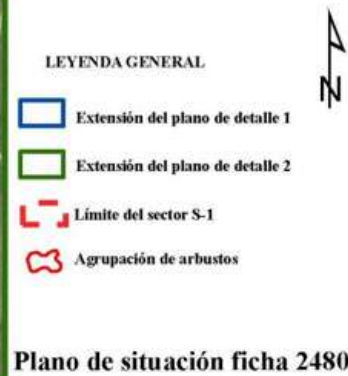 LEYENDA GENERAL
N
Extensión del plano de detalle 1
Extensión del plano de detalle 2
Límite del sector S-1
Agrupación de arbustos
Plano de situación ficha 2480